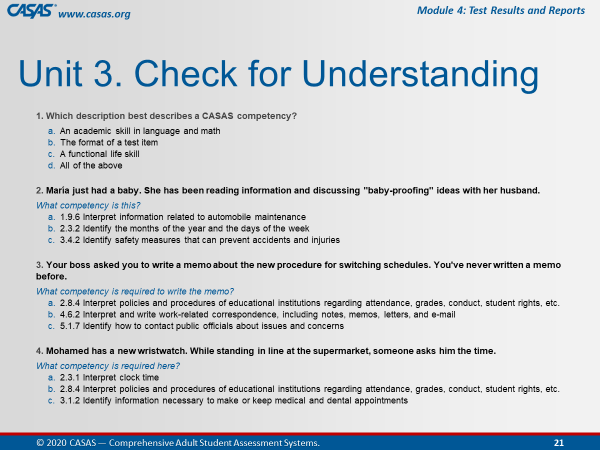 CASAS® www.casas.org
Module 4: Test Results and Reports
Unit 3. Check for Understanding
1. Which description best describes a CASAS competency?
a. An academic skill in language and math
b. The format of a test item
c. A functional life skill
d. All of the above
2. Maria just had a baby. She has been reading information and discussing "baby-proofing" ideas with her husband.
What competency is this?
a. 1.9.6 Interpret information related to automobile maintenance
b. 2.3.2 Identify the months of the year and the days of the week
c. 3.4.2 Identify safety measures that can prevent accidents and injuries
3. Your boss asked you to write a memo about the new procedure for switching schedules. You've never written a memo
before.
What competency is required to write the memo?
a. 2.8.4 Interpret policies and procedures of educational institutions regarding attendance, grades, conduct, student rights, etc.
b. 4.6.2 Interpret and write work-related correspondence, including notes, memos, letters, and e-mail
c. 5.1.7 Identify how to contact public officials about issues and concerns
4. Mohamed has a new wristwatch. While standing in line at the supermarket, someone asks him the time.
What competency is required here?
a. 2.3.1 Interpret clock time
b. 2.8.4 Interpret policies and procedures of educational institutions regarding attendance, grades, conduct, student rights, etc.
c. 3.1.2 Identify information necessary to make or keep medical and dental appointments
© 2020 CASAS — Comprehensive Adult Student Assessment Systems.
21